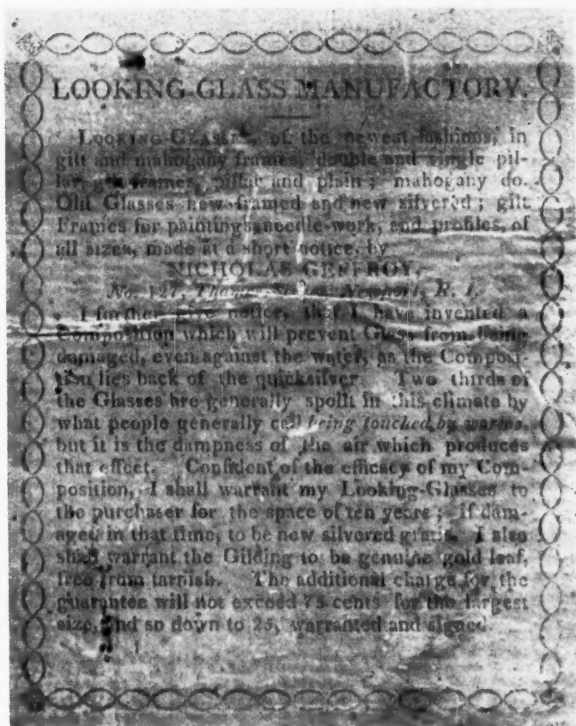 LOOKING-GLASS MANUFACTORY.
LOOKING-GLASSES of the newest fashions, in
gilt and mahogany frames, double and single pil-
lar, gilt frames, pillar and plain; mahogany do.
Old Glasses new framed and new silvered; gilt
Frames for paintings, needle-work, and profiles, of
all sizes, made at a short notice, by
NICHOLAS GEFFROY,
No. 127, Thames-Street, Newport, R. I.
I further give notice, that I have invented a
Composition which will prevent Glass from being
damaged, even against the water, as the Composi-
tion lies back of the quicksilver. Two thirds of
the Glasses are generally spoilt in this climate by
what people generally call being touched by warms,
but it is the dampness of the air which produces
that effect. Confident of the efficacy of my Com-
position, I shall warrant my Looking-Glasses to
the purchaser for the space of ten years; if dam-
aged in that time, to be new silvered gratis. I also
shall warrant the Gilding to be genuine gold leaf,
free from tarnish. The additional charge for the
guarantee will not exceed 75 cents for the largest
size, and so down to 25, warranted and signed